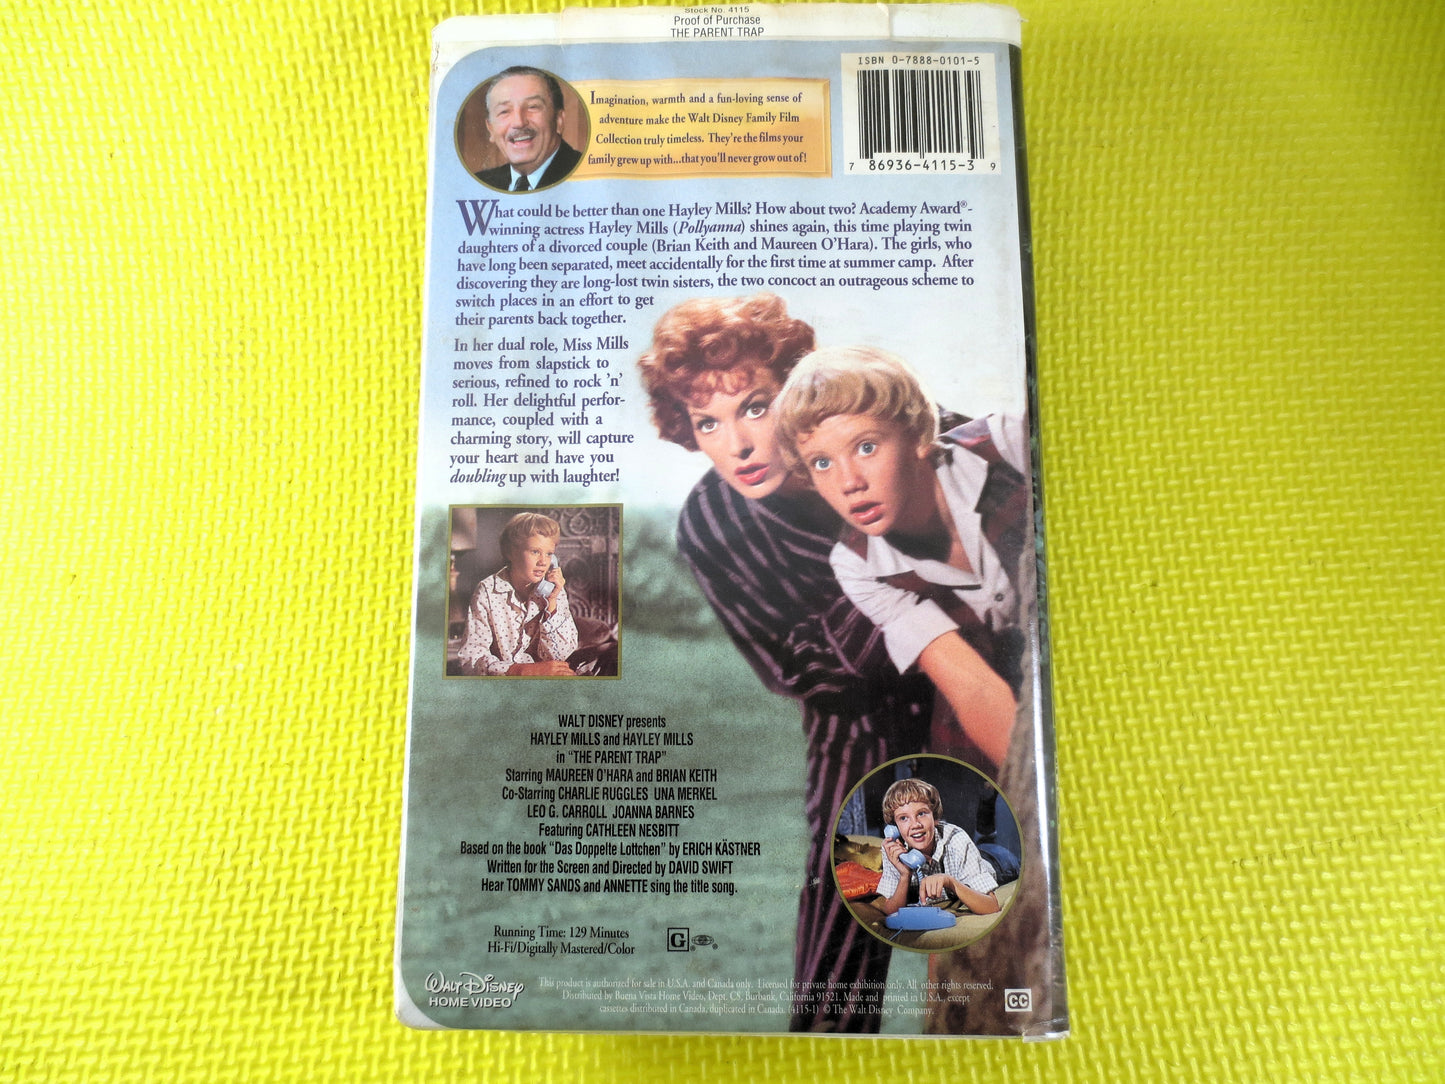 Stock No. 4115
Proof of Purchase
THE PARENT TRAP
Imagination, warmth and a fun-loving sense of
adventure make the Walt Disney Family Film
Collection truly timeless. They're the films your
family grew up with...that you'll never grow out of!
ISBN 0-7888-0101-5
7 86936-4115-3 9
What could be better than one Hayley Mills? How about two? Academy Award®-
winning actress Hayley Mills (Pollyanna) shines again, this time playing twin
daughters of a divorced couple (Brian Keith and Maureen O'Hara). The girls, who
have long been separated, meet accidentally for the first time at summer camp. After
discovering they are long-lost twin sisters, the two concoct an outrageous scheme to
switch places in an effort to get
their parents back together.
In her dual role, Miss Mills
moves from slapstick to
serious, refined to rock 'n'
roll. Her delightful perfor-
mance, coupled with a
charming story, will capture
your heart and have you
doubling up with laughter!
WALT DISNEY presents
HAYLEY MILLS and HAYLEY MILLS
in "THE PARENT TRAP"
Starring MAUREEN O'HARA and BRIAN KEITH
Co-Starring CHARLIE RUGGLES UNA MERKEL
LEO G. CARROLL JOANNA BARNES
Featuring CATHLEEN NESBITT
Based on the book "Das Doppelte Lottchen" by ERICH KÄSTNER
Written for the Screen and Directed by DAVID SWIFT
Hear TOMMY SANDS and ANNETTE sing the title song.
Running Time: 129 Minutes
Hi-Fi/Digitally Mastered/Color
G ® ®
WALT DISNEY
HOME VIDEO
This product is authorized for sale in U.S.A. and Canada only. Licensed for private home exhibition only. All other rights reserved.
Distributed by Buena Vista Home Video, Dept. CS, Burbank, California 91521. Made and printed in U.S.A., except
cassettes distributed in Canada, duplicated in Canada. (4115-1) © The Walt Disney Company.
CC